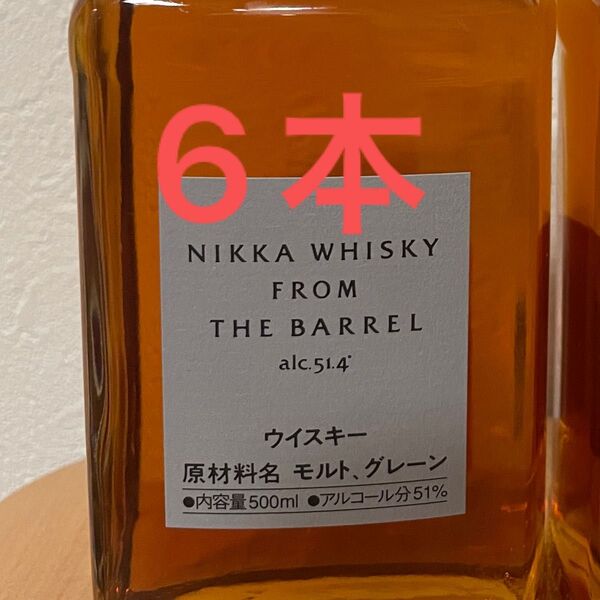 6本
NIKKA WHISKY
FROM
THE BARREL
alc.51.4°
ウイスキー
原材料名 モルト、グレーン
●内容量500ml ●アルコール分51%